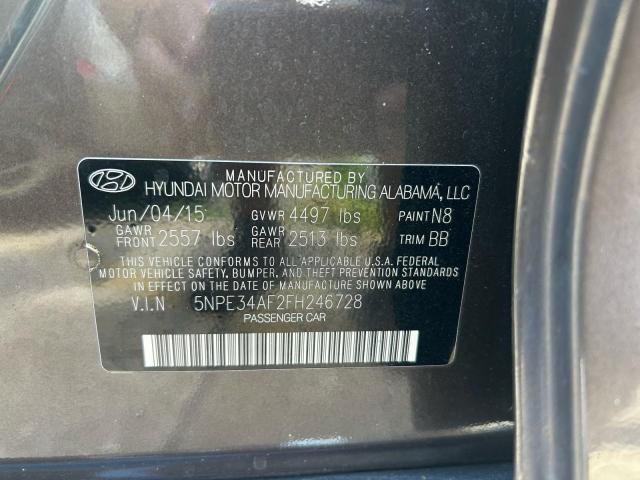 MANUFACTURED BY
HYUNDAI MOTOR MANUFACTURING ALABAMA, LLC
Jun/04/15 GVWR 4497 lbs PAINT N8
GAWR FRONT 2557 lbs GAWR REAR 2513 lbs TRIM BB
THIS VEHICLE CONFORMS TO ALL APPLICABLE U.S.A. FEDERAL
MOTOR VEHICLE SAFETY, BUMPER, AND THEFT PREVENTION STANDARDS
IN EFFECT ON THE DATE OF MANUFACTURE SHOWN ABOVE.
V.I.N 5NPE34AF2FH246728
PASSENGER CAR